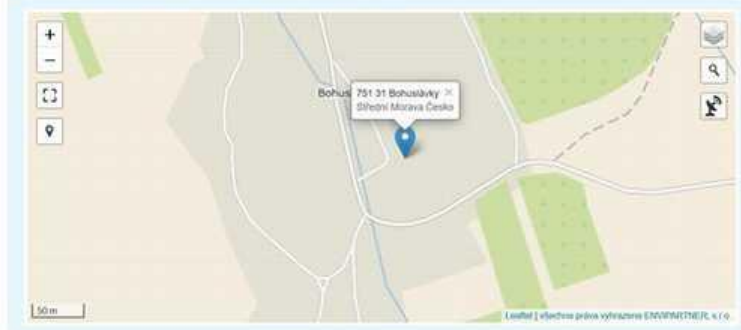 +
−
Bohus
751 31 Bohuslávky ×
Střední Morava Česko
50 m
Leaflet | všechna práva vyhrazena ENVIPARTNER, s.r.o.